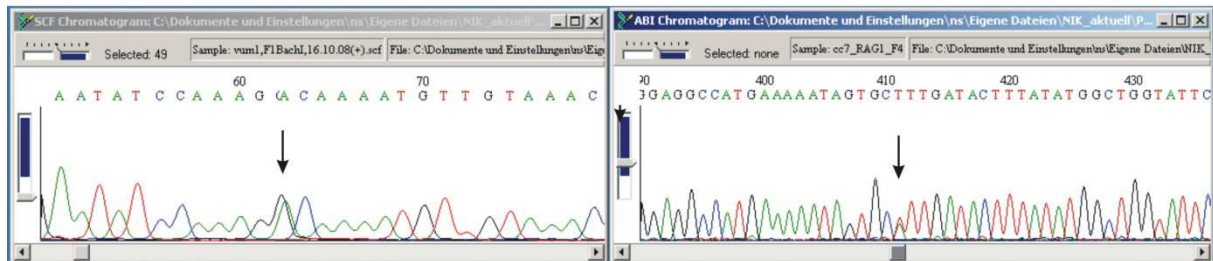 SCF Chromatogram: C:\Dokumente und Einstellungen\ns\Eigene Dateien\NIK_aktuell\...
Selected: 49
Sample: vum1,F1BachI,16.10.08(+).scf
File: C:\Dokumente und Einstellungen\ns\Eige
60 70
A A T A T C C A A A G A C A A A A T G T T G T A A A C
ABI Chromatogram: C:\Dokumente und Einstellungen\ns\Eigene Dateien\NIK_aktuell\P...
Selected: none
Sample: cc7_RAG1_F4
File: C:\Dokumente und Einstellungen\ns\Eigene Dateien\NIK_
90 400 410 420 430
GGAGGCCATGAAAAATAGTGCTTTGATACTTTATATGGCTGGTATTC